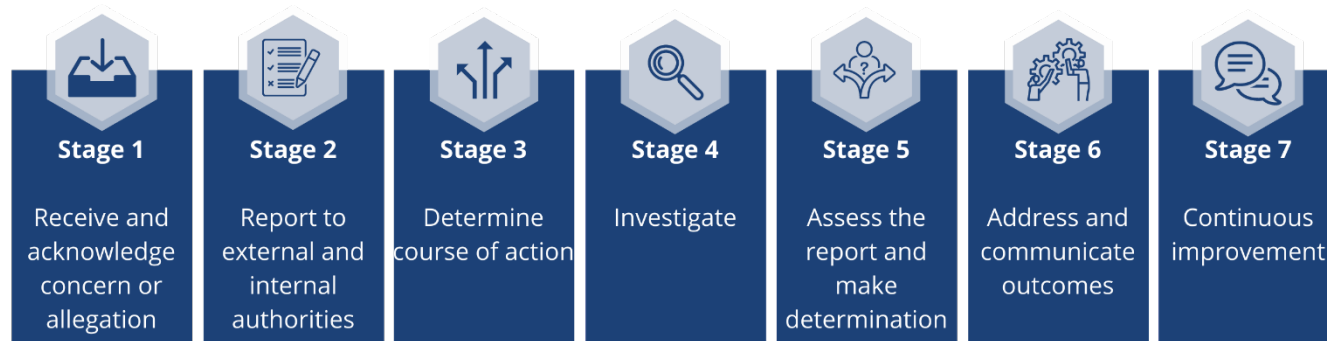 Stage 1
Receive and
acknowledge
concern or
allegation
Stage 2
Report to
external and
internal
authorities
Stage 3
Determine
course of action
Stage 4
Investigate
Stage 5
?
Assess the
report and
make
determination
Stage 6
Address and
communicate
outcomes
Stage 7
Continuous
improvement